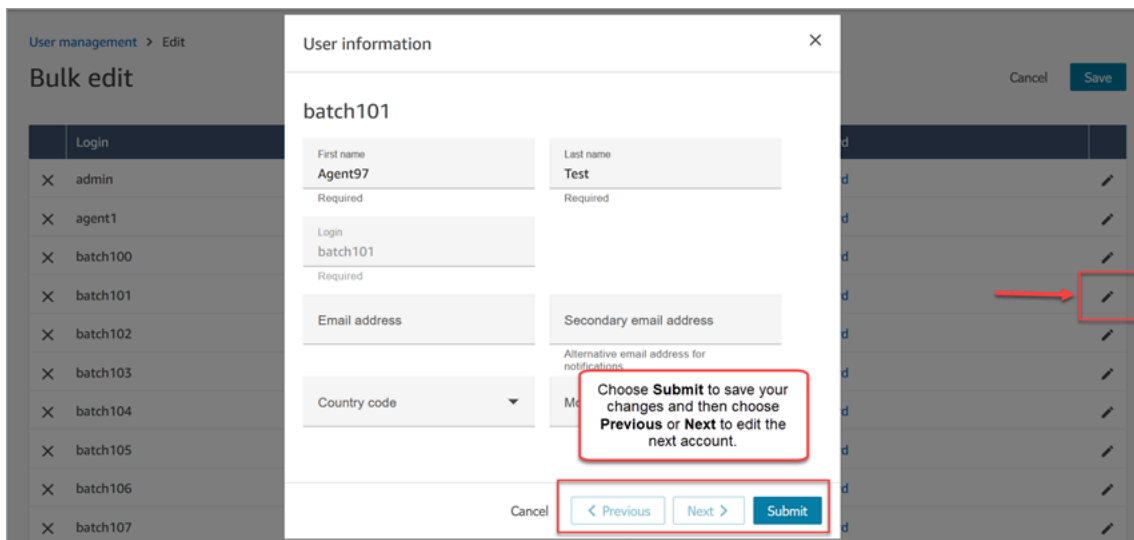 User management > Edit
Bulk edit
Cancel
Save
User information
batch101
First name
Agent97
Required
Last name
Test
Required
Login
batch101
Required
Email address
Secondary email address
Alternative email address for
notifications
Country code
Choose Submit to save your
changes and then choose
Previous or Next to edit the
next account.
Cancel
< Previous
Next >
Submit
Login
admin
agent1
batch100
batch101
batch102
batch103
batch104
batch105
batch106
batch107